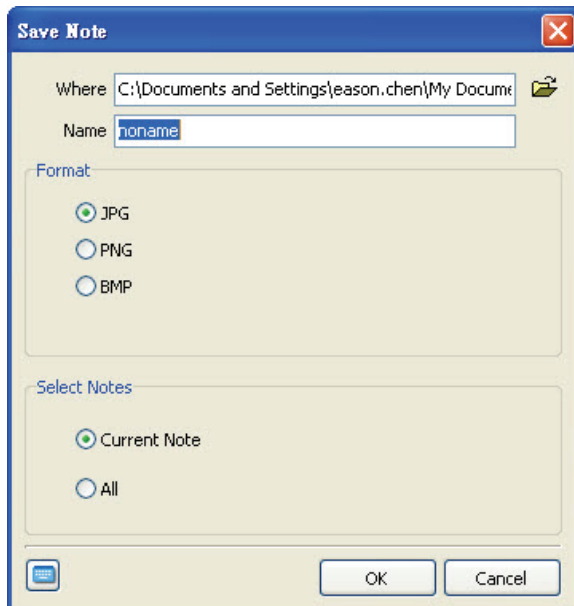 Save Note
Where C:\Documents and Settings\eason.chen\My Docume
Name noname
Format
JPG
PNG
BMP
Select Notes
Current Note
All
OK Cancel